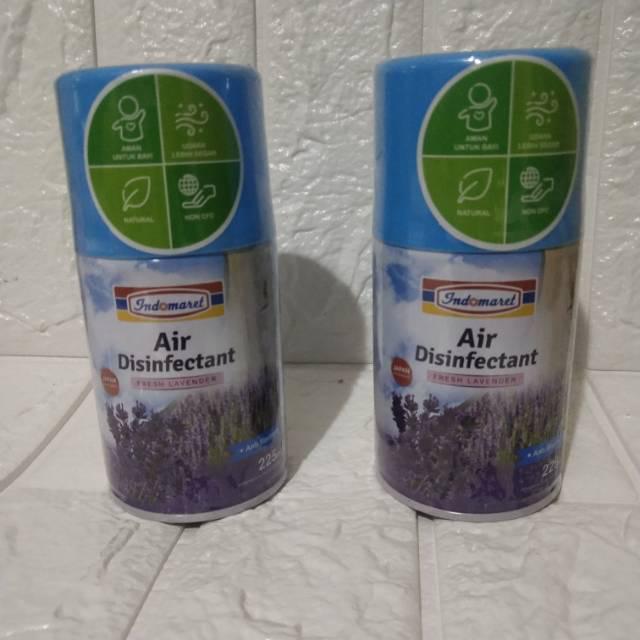 AMAN
UNTUK BAYI
UDARA
LEBIH SEGAR
NATURAL
NON CFC
Indomaret
Air
Disinfectant
FRESH LAVENDER
225
AMAN
UNTUK BAYI
UDARA
LEBIH SEGAR
NATURAL
NON CFC
Indomaret
Air
Disinfectant
FRESH LAVENDER